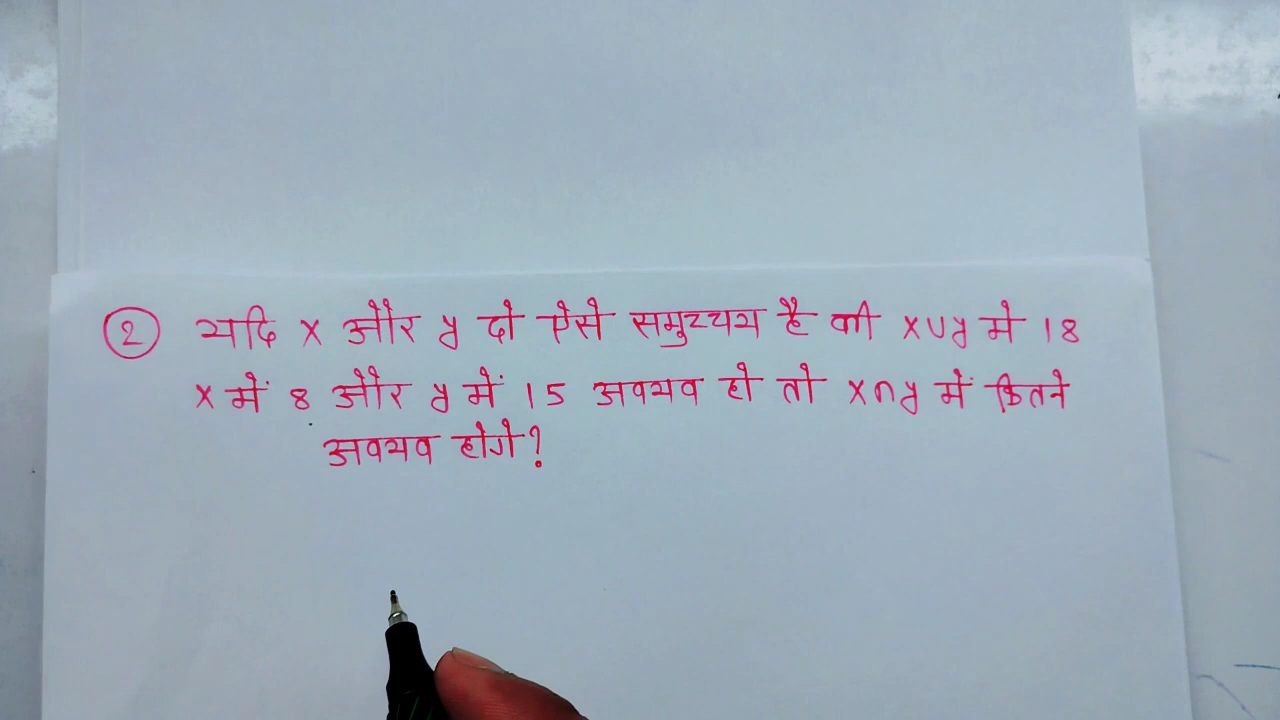 ② यदि x और y दो ऐसे समुच्चय है की x∪y मे 18
x में 8 और y में 15 अवयव हो तो x∩y में कितने
अवयव होगे?